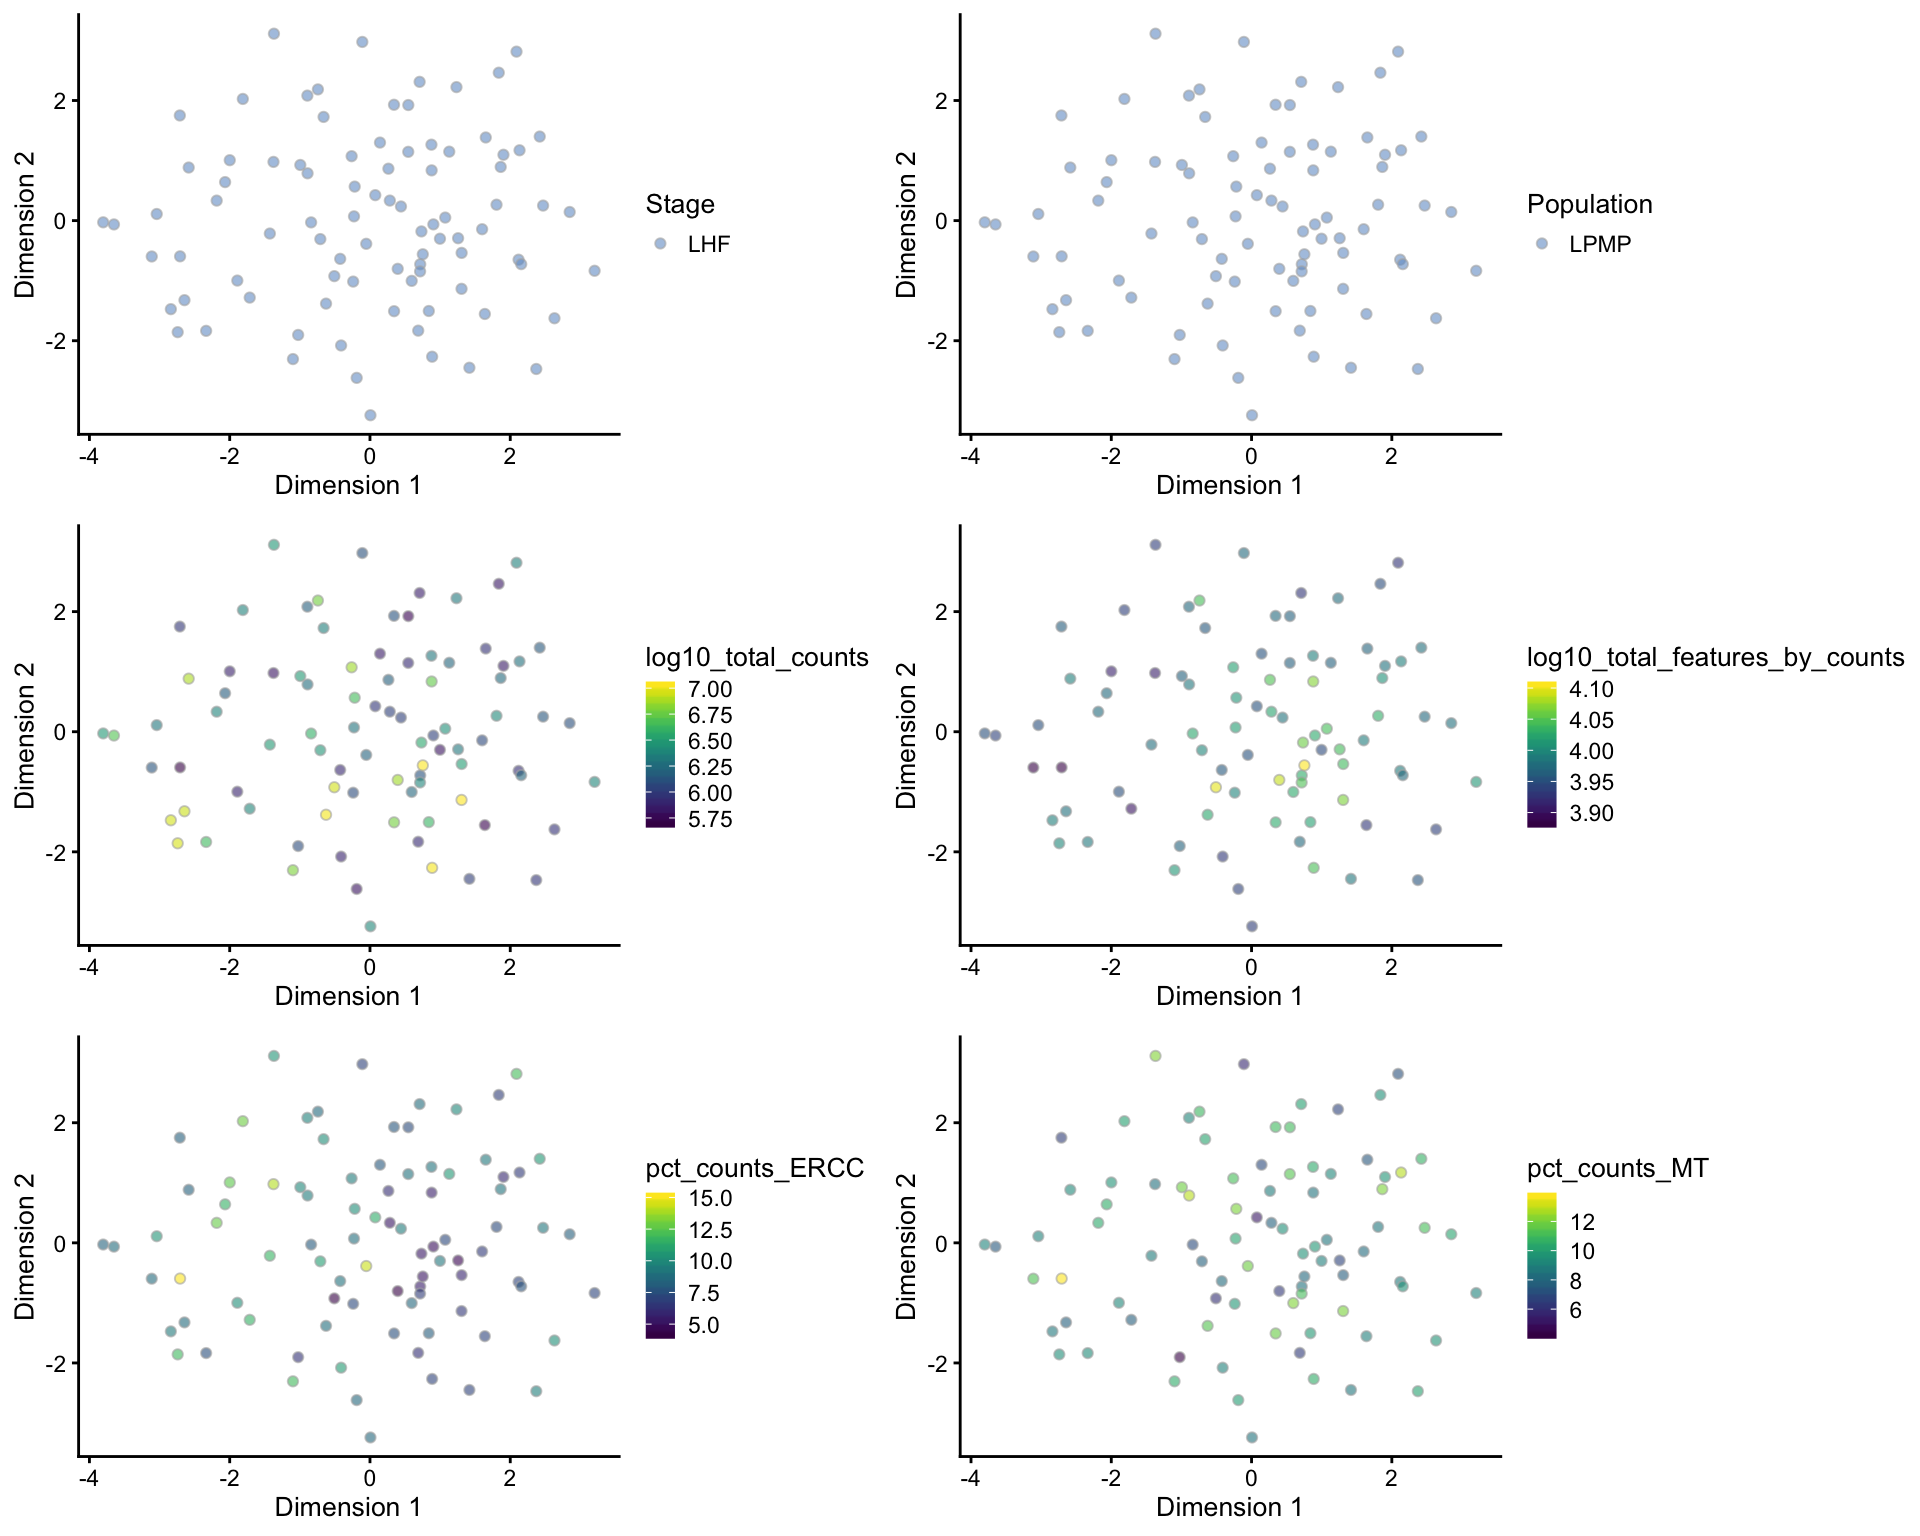 2
0
-2
-4 -2 0 2
Dimension 1
Dimension 2
Stage
LHF
2
0
-2
-4 -2 0 2
Dimension 1
Dimension 2
Population
LPMP
2
0
-2
-4 -2 0 2
Dimension 1
Dimension 2
log10_total_counts
7.00
6.75
6.50
6.25
6.00
5.75
2
0
-2
-4 -2 0 2
Dimension 1
Dimension 2
log10_total_features_by_counts
4.10
4.05
4.00
3.95
3.90
2
0
-2
-4 -2 0 2
Dimension 1
Dimension 2
pct_counts_ERCC
15.0
12.5
10.0
7.5
5.0
2
0
-2
-4 -2 0 2
Dimension 1
Dimension 2
pct_counts_MT
12
10
8
6